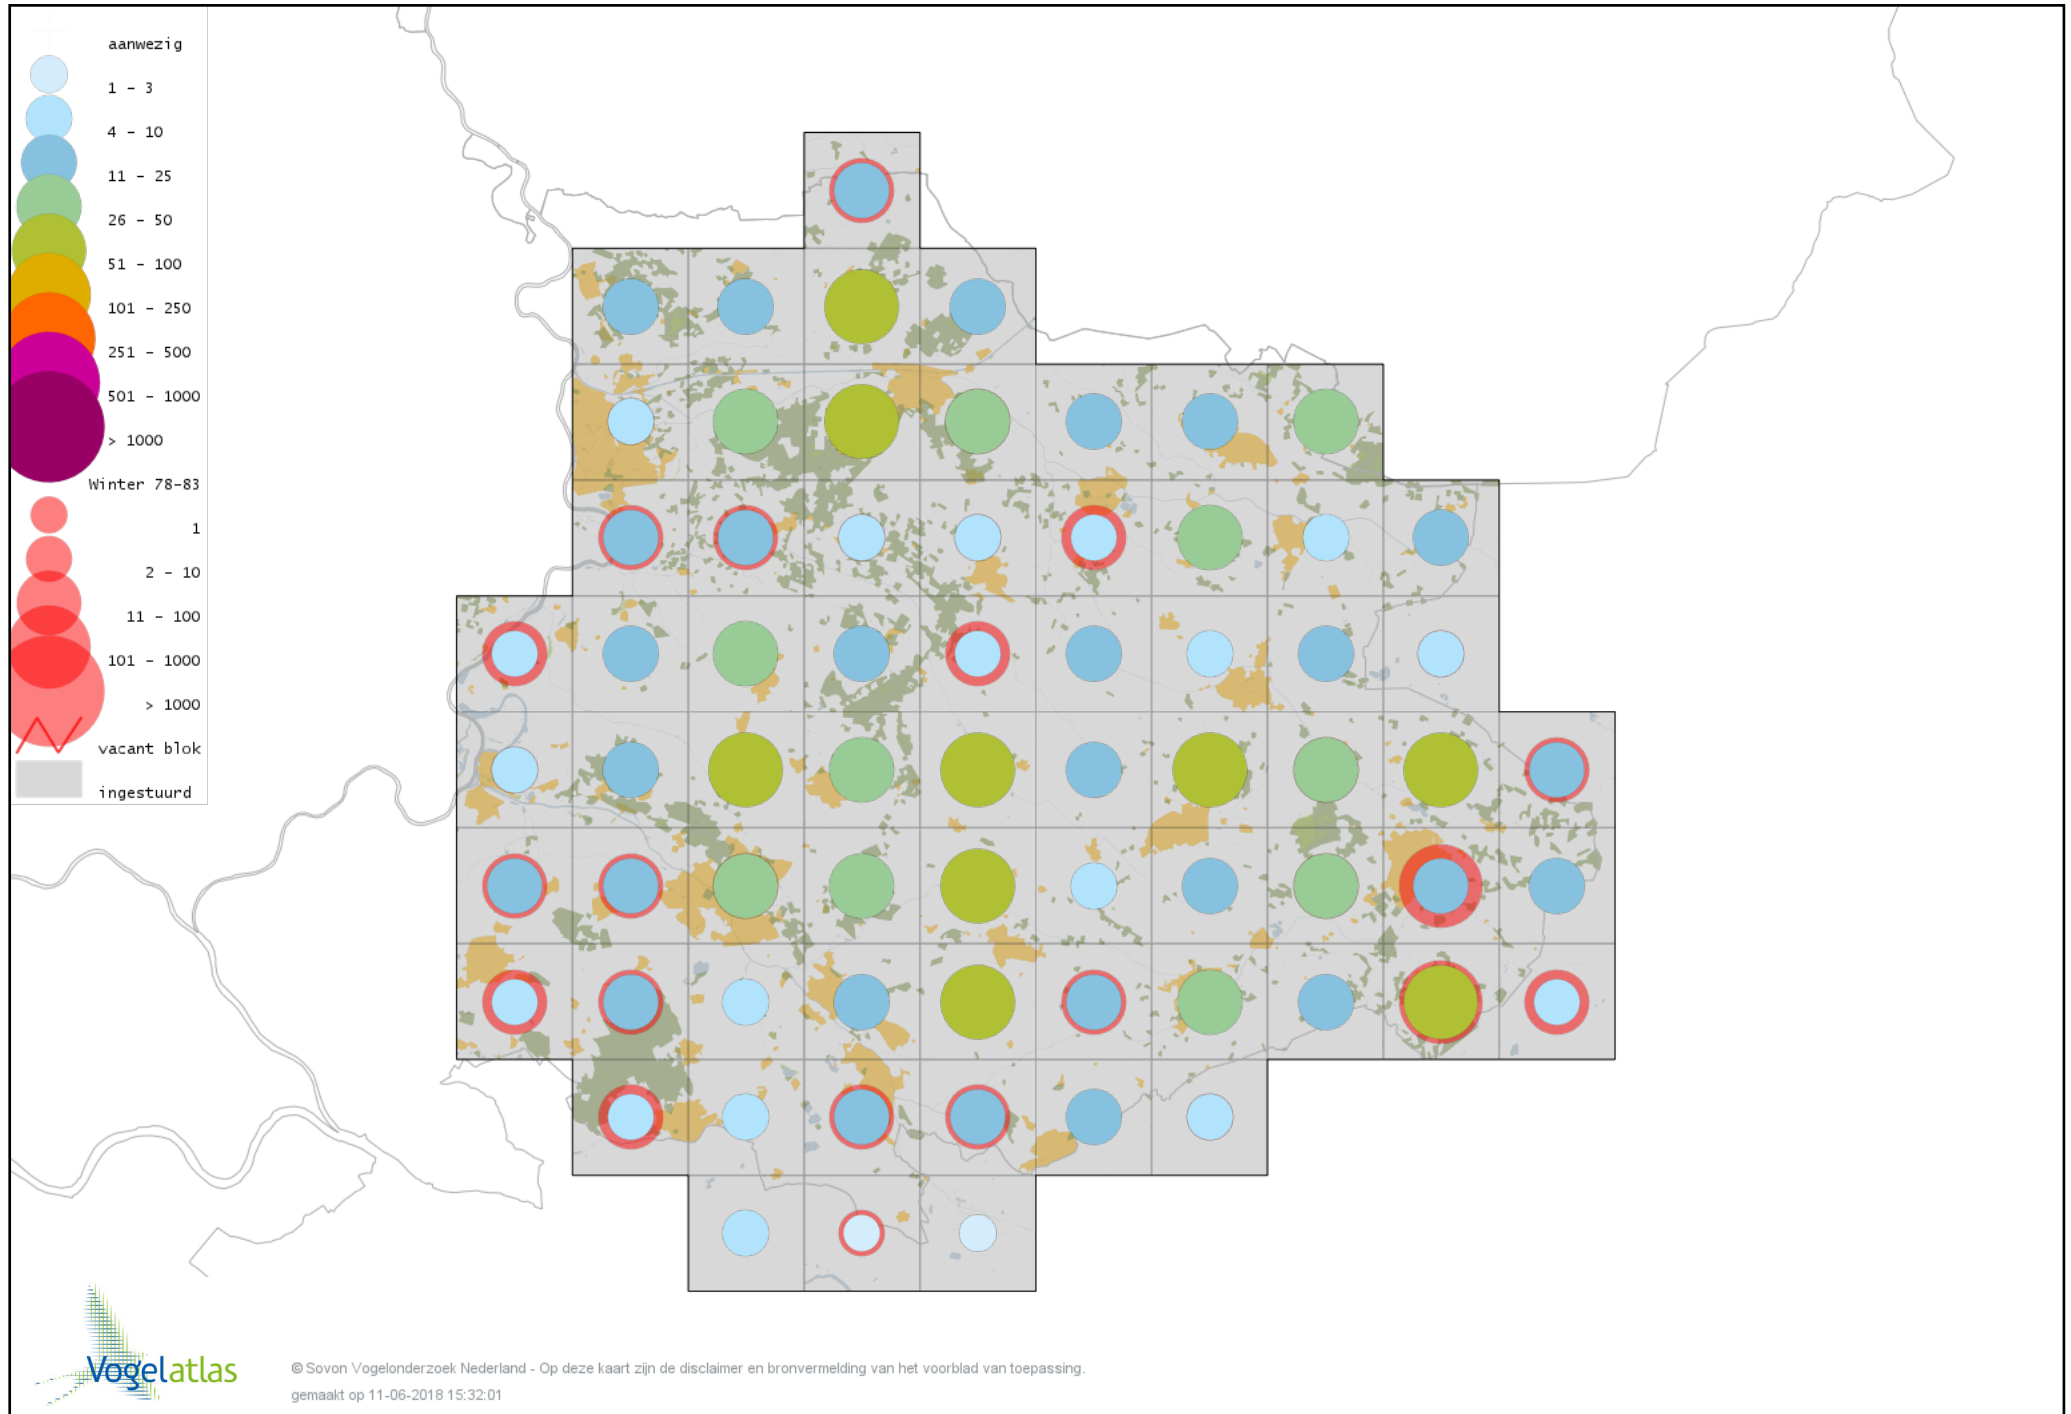 aanwezig
1 - 3
4 - 10
11 - 25
26 - 50
51 - 100
101 - 250
251 - 500
501 - 1000
> 1000
Winter 78-83
1
2 - 10
11 - 100
101 - 1000
> 1000
vacant blok
ingestuurd
Vogelatlas
© Sovon Vogelonderzoek Nederland - Op deze kaart zijn de disclaimer en bronvermelding van het voorblad van toepassing.
gemaakt op 11-06-2018 15:32:01